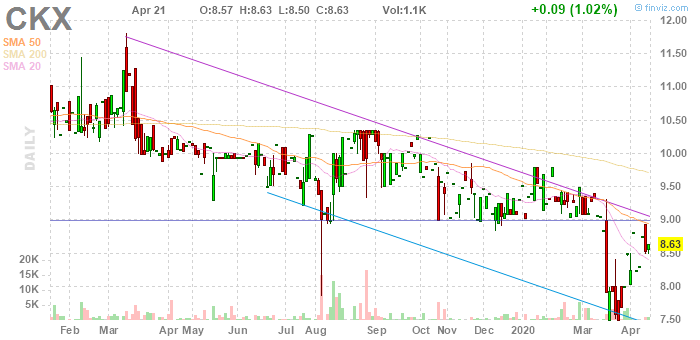 CKX Apr 21 O:8.57 H:8.63 L:8.50 C:8.63 Vol:1.1K +0.09 (1.02%) © finviz.com
SMA 50
SMA 200
SMA 20
DAILY
12.00
11.50
11.00
10.50
10.00
9.50
9.00
8.63
8.50
8.00
7.50
20K
15K
10K
5K
Feb Mar Apr May Jun Jul Aug Sep Oct Nov Dec 2020 Mar Apr